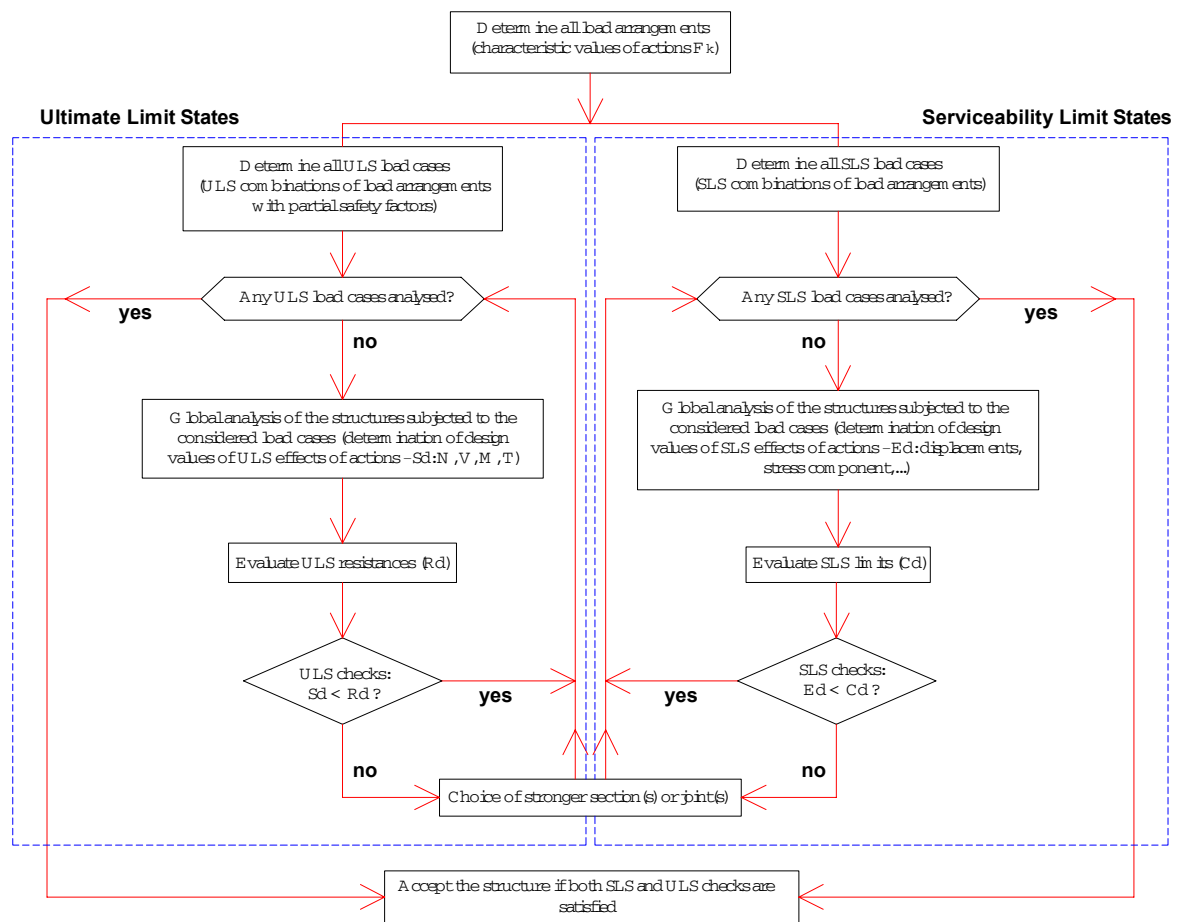 Determine all load arrangements
(characteristic values of actions Fk)
Ultimate Limit States
Serviceability Limit States
Determine all ULS load cases
(ULS combinations of load arrangements
with partial safety factors)
Determine all SLS load cases
(SLS combinations of load arrangements)
Any ULS load cases analysed?
Any SLS load cases analysed?
yes
yes
no
no
Global analysis of the structures subjected to the
considered load cases (determination of design
values of ULS effects of actions – Sd: N, V, M, T)
Global analysis of the structures subjected to the
considered load cases (determination of design
values of SLS effects of actions – Ed: displacements,
stress component,...)
Evaluate ULS resistances (Rd)
Evaluate SLS limits (Cd)
ULS checks:
Sd < Rd ?
SLS checks:
Ed < Cd ?
yes
yes
no
no
Choice of stronger section(s) or joint(s)
Accept the structure if both SLS and ULS checks are
satisfied